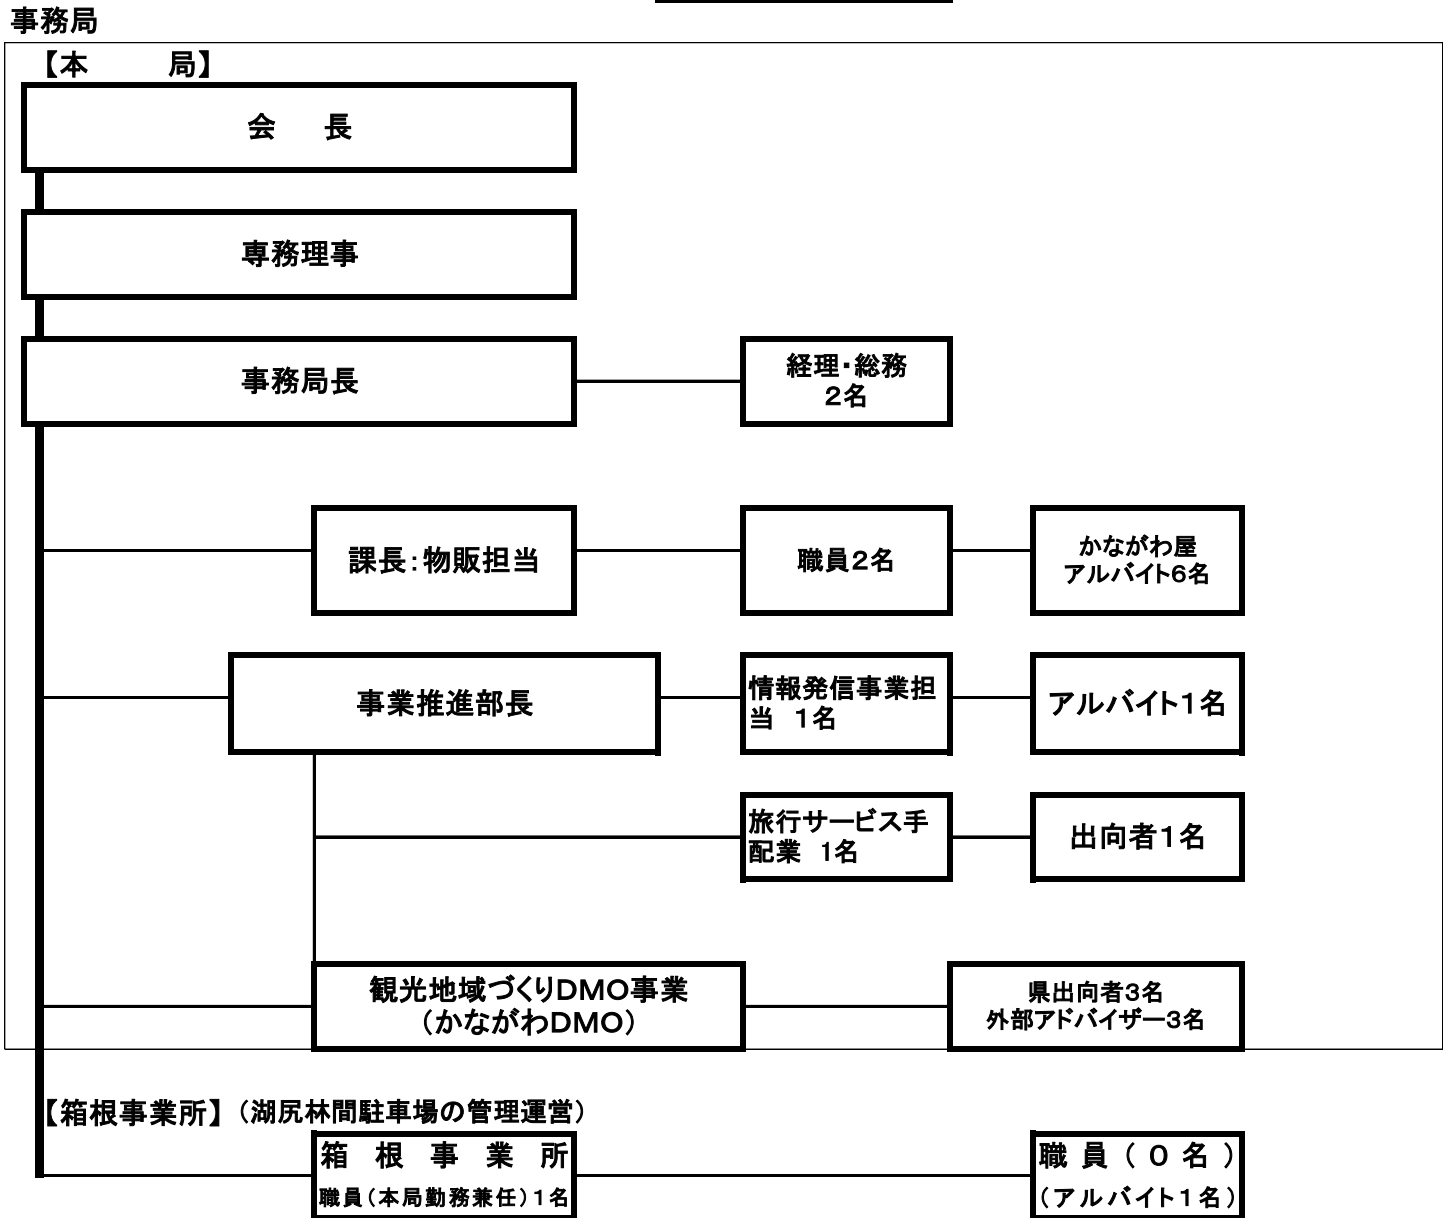 事務局
【本　　局】
会　長
専務理事
事務局長
経理・総務
２名
課長：物販担当
職員２名
かながわ屋
アルバイト６名
事業推進部長
情報発信事業担
当　１名
アルバイト１名
旅行サービス手
配業　１名
出向者１名
観光地域づくりＤＭＯ事業
（かながわＤＭＯ）
県出向者３名
外部アドバイザー３名
【箱根事業所】（湖尻林間駐車場の管理運営）
箱　根　事　業　所
職員（本局勤務兼任）１名
職 員（０名）
（アルバイト１名）